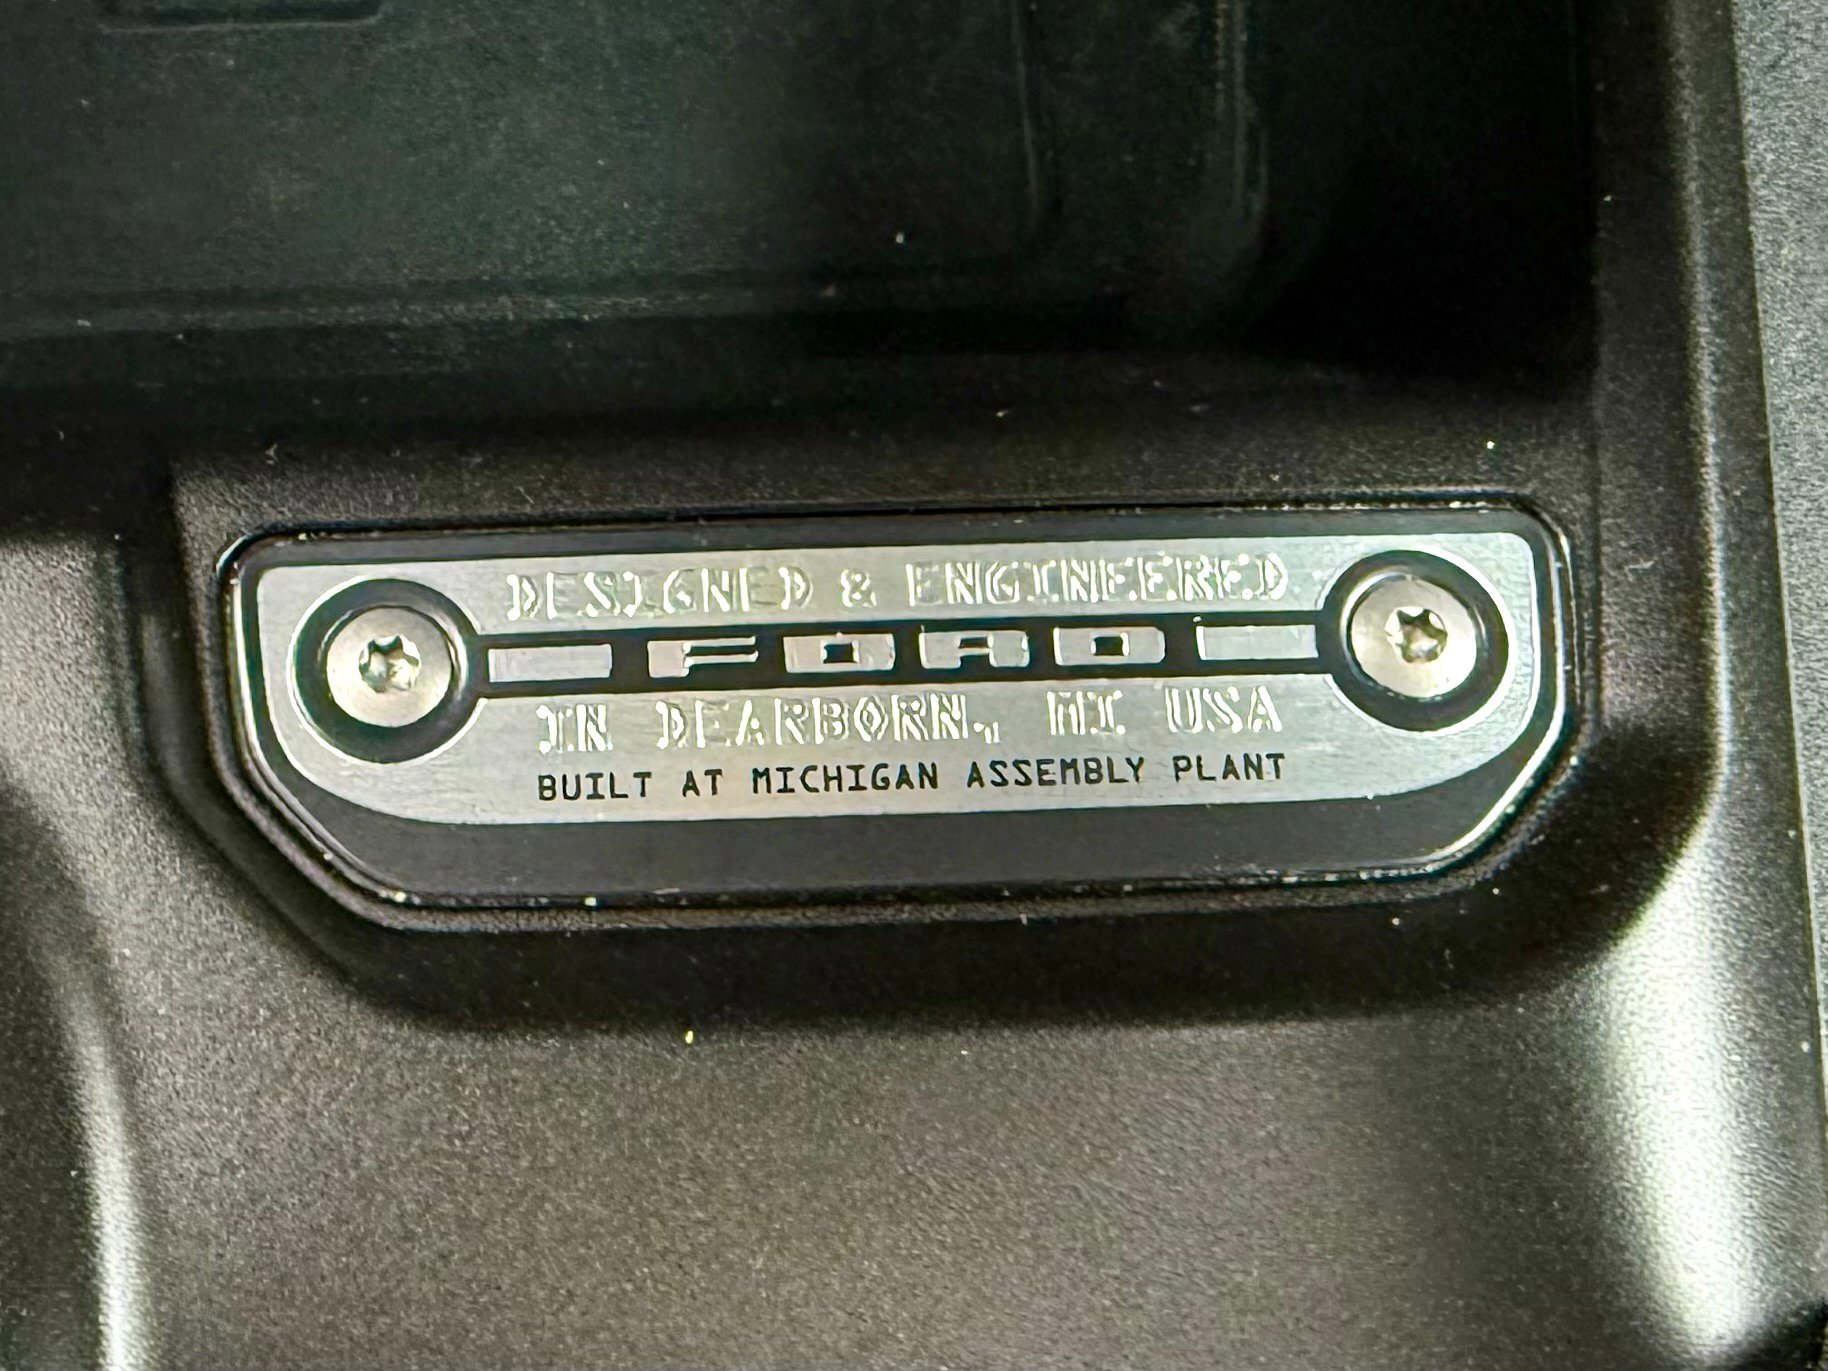 DESIGNED & ENGINEERED
FORD
IN DEARBORN, MI USA
BUILT AT MICHIGAN ASSEMBLY PLANT